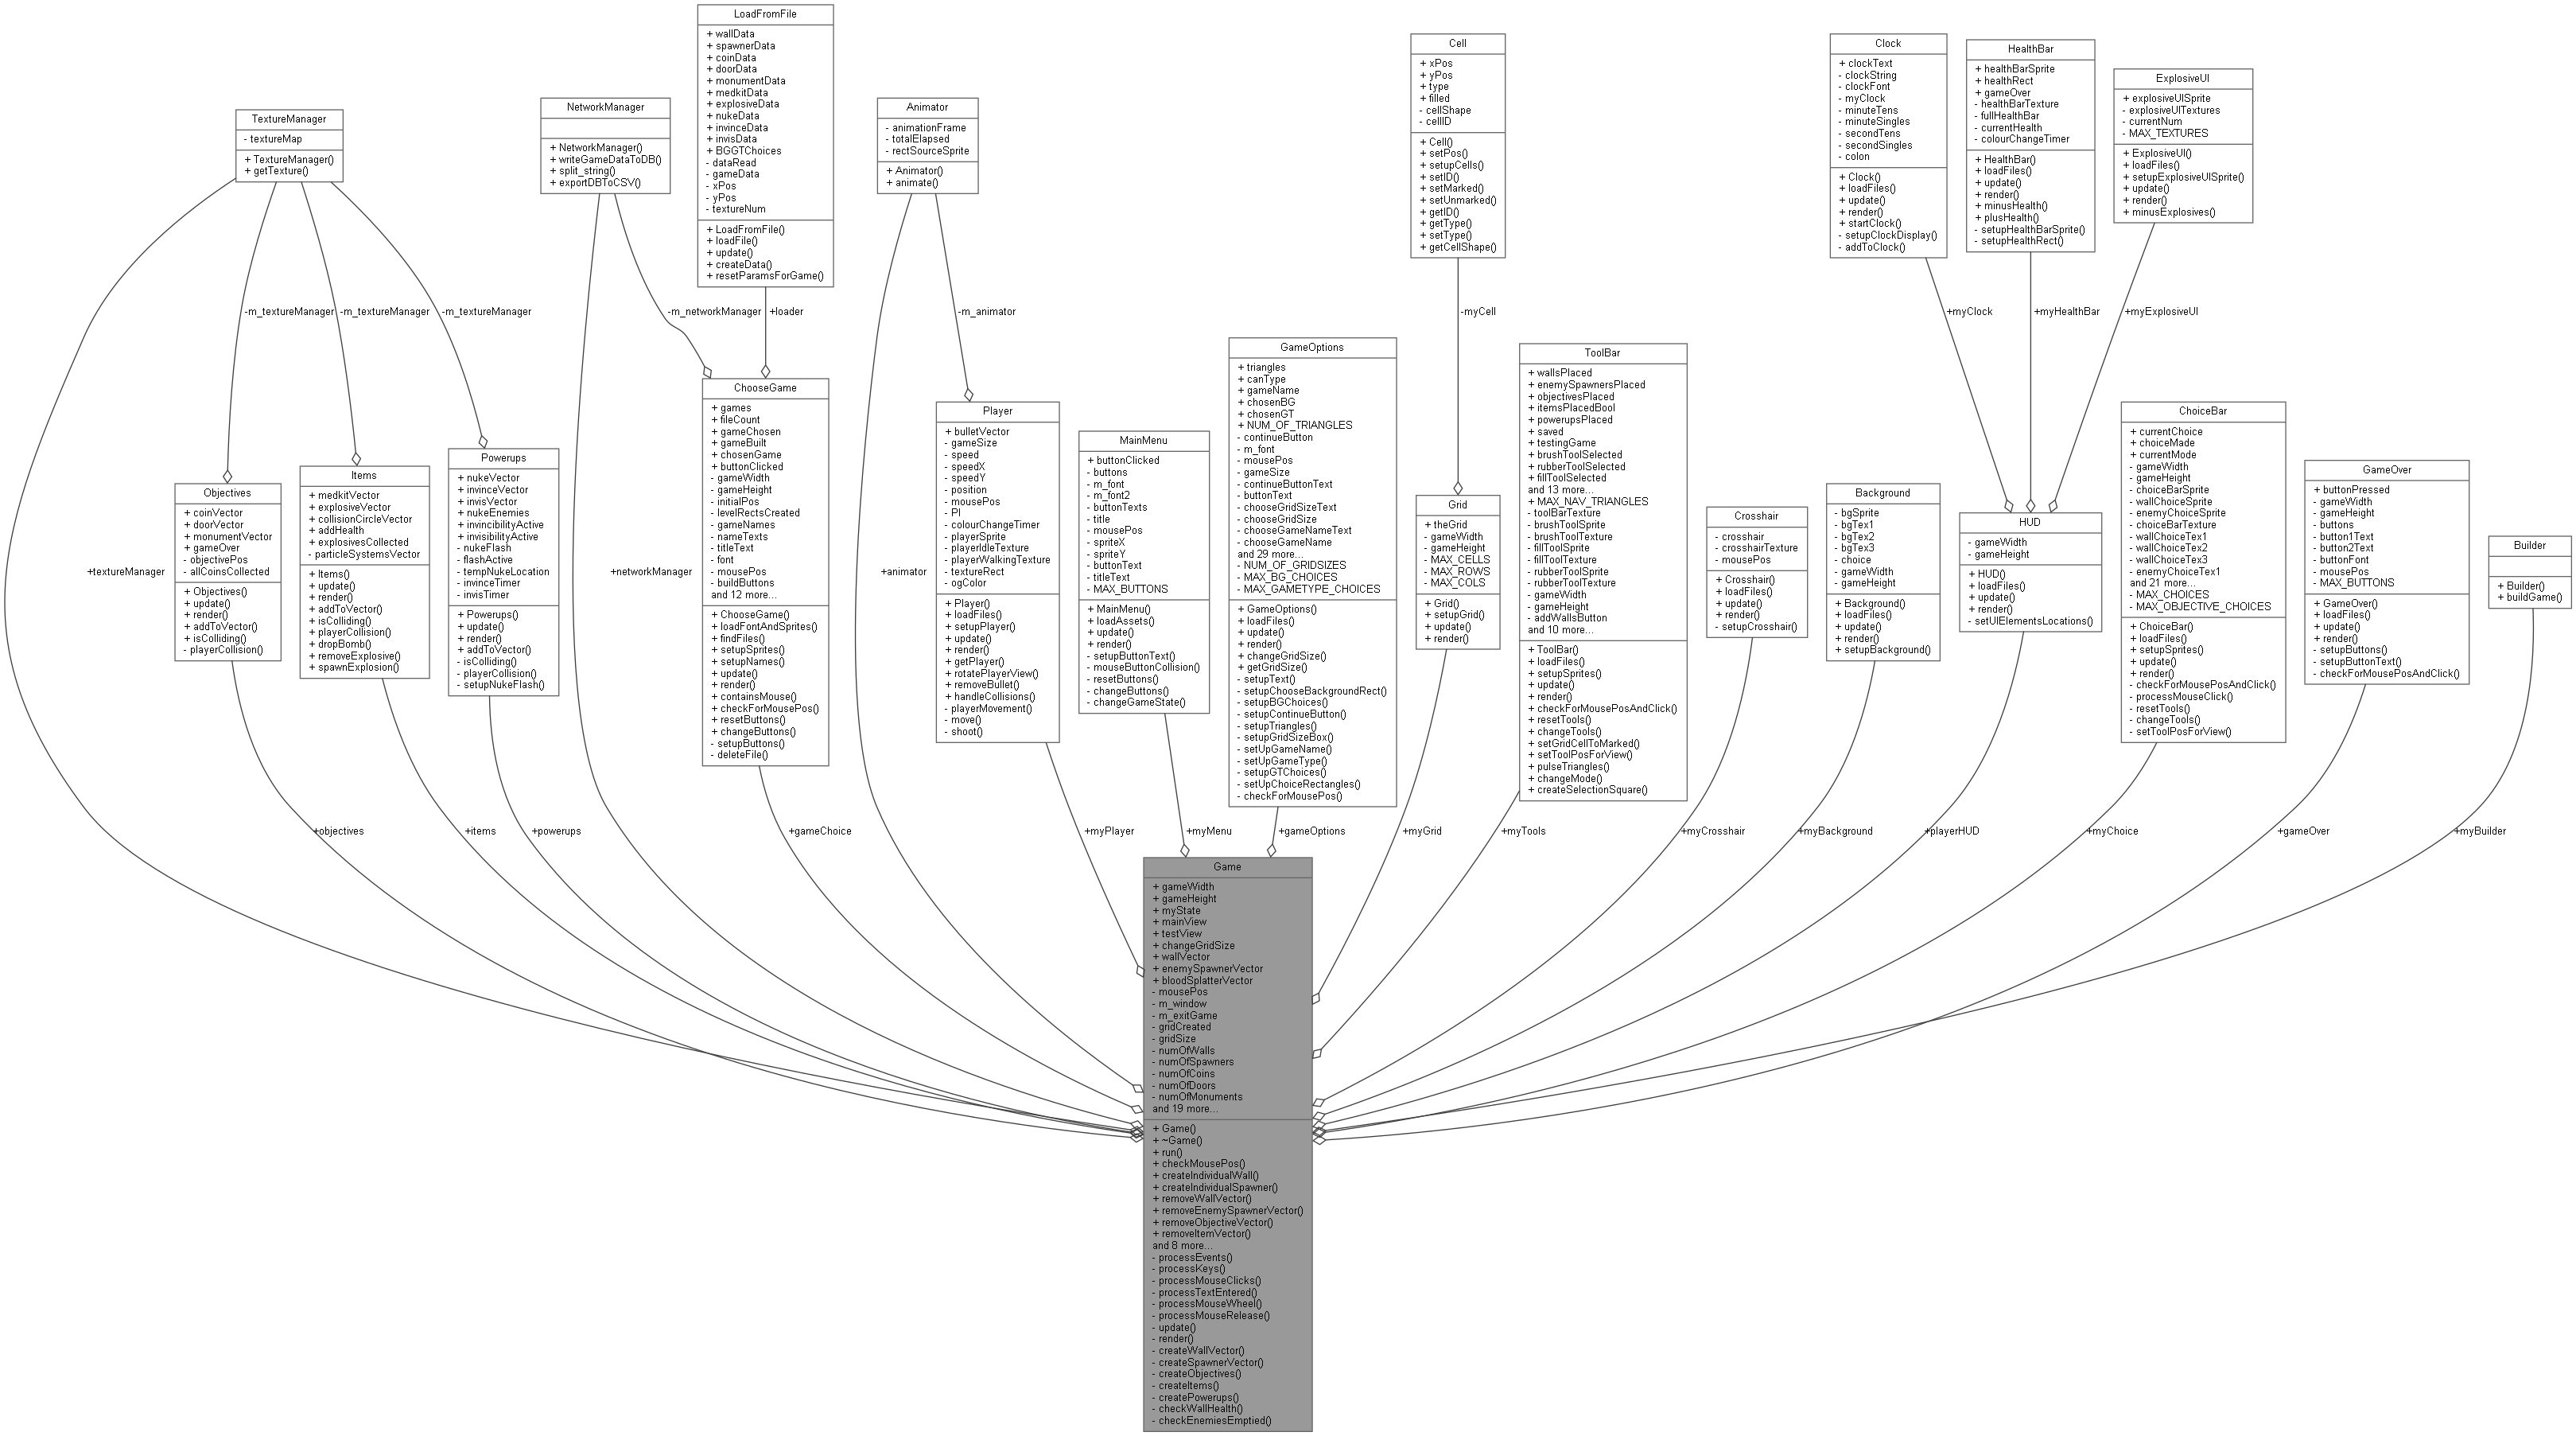 LoadFromFile
+ wallData
+ spawnerData
+ coinData
+ doorData
+ monumentData
+ medkitData
+ explosiveData
+ nukeData
+ invinceData
+ invisData
+ BGGTChoices
- dataRead
- gameData
- xPos
- yPos
- textureNum
+ LoadFromFile()
+ loadFile()
+ update()
+ createData()
+ resetParamsForGame()
Cell
+ xPos
+ yPos
+ type
+ filled
- cellShape
- cellID
+ Cell()
+ setPos()
+ setupCells()
+ setID()
+ setMarked()
+ setUnmarked()
+ getID()
+ getType()
+ setType()
+ getCellShape()
Clock
+ clockText
- clockString
- clockFont
- myClock
- minuteTens
- minuteSingles
- secondTens
- secondSingles
- colon
+ Clock()
+ loadFiles()
+ update()
+ render()
+ startClock()
- setupClockDisplay()
- addToClock()
HealthBar
+ healthBarSprite
+ healthRect
+ gameOver
- healthBarTexture
- fullHealthBar
- currentHealth
- colourChangeTimer
+ HealthBar()
+ loadFiles()
+ update()
+ render()
+ minusHealth()
+ plusHealth()
- setupHealthBarSprite()
- setupHealthRect()
ExplosiveUI
+ explosiveUISprite
- explosiveUITextures
- currentNum
- MAX_TEXTURES
+ ExplosiveUI()
+ loadFiles()
+ setupExplosiveUISprite()
+ update()
+ render()
+ minusExplosives()
TextureManager
- textureMap
+ TextureManager()
+ getTexture()
NetworkManager
+ NetworkManager()
+ writeGameDataToDB()
+ split_string()
+ exportDBToCSV()
Animator
- animationFrame
- totalElapsed
- rectSourceSprite
+ Animator()
+ animate()
-m_textureManager
-m_textureManager
-m_textureManager
-m_networkManager
+loader
-m_animator
-myCell
+myClock
+myHealthBar
+myExplosiveUI
Objectives
+ coinVector
+ doorVector
+ monumentVector
+ gameOver
- objectivePos
- allCoinsCollected
+ Objectives()
+ update()
+ render()
+ addToVector()
+ isColliding()
- playerCollision()
Items
+ medkitVector
+ explosiveVector
+ collisionCircleVector
+ addHealth
+ explosivesCollected
- particleSystemsVector
+ Items()
+ update()
+ render()
+ addToVector()
+ isColliding()
+ playerCollision()
+ dropBomb()
+ removeExplosive()
+ spawnExplosion()
Powerups
+ nukeVector
+ invinceVector
+ invisVector
+ nukeEnemies
+ invincibilityActive
+ invisibilityActive
- nukeFlash
- flashActive
- tempNukeLocation
- invinceTimer
- invisTimer
+ Powerups()
+ update()
+ render()
+ addToVector()
- isColliding()
- playerCollision()
- setupNukeFlash()
ChooseGame
+ games
+ fileCount
+ gameChosen
+ gameBuilt
+ chosenGame
+ buttonClicked
- gameWidth
- gameHeight
- initialPos
- levelRectsCreated
- gameNames
- nameTexts
- titleText
- font
- mousePos
- buildButtons
and 12 more...
+ ChooseGame()
+ loadFontAndSprites()
+ findFiles()
+ setupSprites()
+ setupNames()
+ update()
+ render()
+ containsMouse()
+ checkForMousePos()
+ resetButtons()
+ changeButtons()
- setupButtons()
- deleteFile()
Player
+ bulletVector
- gameSize
- speed
- speedX
- speedY
- position
- mousePos
- PI
- colourChangeTimer
- playerSprite
- playerIdleTexture
- playerWalkingTexture
- textureRect
- ogColor
+ Player()
+ loadFiles()
+ setupPlayer()
+ update()
+ render()
+ getPlayer()
+ rotatePlayerView()
+ removeBullet()
+ handleCollisions()
- playerMovement()
- move()
- shoot()
MainMenu
+ buttonClicked
- buttons
- m_font
- m_font2
- buttonTexts
- title
- mousePos
- spriteX
- spriteY
- buttonText
- titleText
- MAX_BUTTONS
+ MainMenu()
+ loadAssets()
+ update()
+ render()
- setupButtonText()
- mouseButtonCollision()
- resetButtons()
- changeButtons()
- changeGameState()
GameOptions
+ triangles
+ canType
+ gameName
+ chosenBG
+ chosenGT
+ NUM_OF_TRIANGLES
- continueButton
- m_font
- mousePos
- gameSize
- continueButtonText
- buttonText
- chooseGridSizeText
- chooseGridSize
- chooseGameNameText
- chooseGameName
and 29 more...
- NUM_OF_GRIDSIZES
- MAX_BG_CHOICES
- MAX_GAMETYPE_CHOICES
+ GameOptions()
+ loadFiles()
+ update()
+ render()
+ changeGridSize()
+ getGridSize()
- setupText()
- setupChooseBackgroundRect()
- setupBGChoices()
- setupContinueButton()
- setupTriangles()
- setupGridSizeBox()
- setUpGameName()
- setUpGameType()
- setupGTChoices()
- setUpChoiceRectangles()
- checkForMousePos()
Grid
+ theGrid
- gameWidth
- gameHeight
- MAX_CELLS
- MAX_ROWS
- MAX_COLS
+ Grid()
+ setupGrid()
+ update()
+ render()
ToolBar
+ wallsPlaced
+ enemySpawnersPlaced
+ objectivesPlaced
+ itemsPlacedBool
+ powerupsPlaced
+ saved
+ testingGame
+ brushToolSelected
+ rubberToolSelected
+ fillToolSelected
and 13 more...
+ MAX_NAV_TRIANGLES
- toolBarTexture
- brushToolSprite
- brushToolTexture
- fillToolSprite
- fillToolTexture
- rubberToolSprite
- rubberToolTexture
- gameWidth
- gameHeight
- addWallsButton
and 10 more...
+ ToolBar()
+ loadFiles()
+ setupSprites()
+ update()
+ render()
+ checkForMousePosAndClick()
+ resetTools()
+ changeTools()
+ setGridCellToMarked()
+ setToolPosForView()
+ pulseTriangles()
+ changeMode()
+ createSelectionSquare()
Crosshair
- crosshair
- crosshairTexture
- mousePos
+ Crosshair()
+ loadFiles()
+ update()
+ render()
- setupCrosshair()
Background
- bgSprite
- bgTex1
- bgTex2
- bgTex3
- choice
- gameWidth
- gameHeight
+ Background()
+ loadFiles()
+ update()
+ render()
+ setupBackground()
HUD
- gameWidth
- gameHeight
+ HUD()
+ loadFiles()
+ update()
+ render()
- setUIElementsLocations()
ChoiceBar
+ currentChoice
+ choiceMade
+ currentMode
- gameWidth
- gameHeight
- choiceBarSprite
- wallChoiceSprite
- enemyChoiceSprite
- choiceBarTexture
- wallChoiceTex1
- wallChoiceTex2
- wallChoiceTex3
- enemyChoiceTex1
and 21 more...
- MAX_CHOICES
- MAX_OBJECTIVE_CHOICES
+ ChoiceBar()
+ loadFiles()
+ setupSprites()
+ update()
+ render()
- checkForMousePosAndClick()
- processMouseClick()
- resetTools()
- changeTools()
- setToolPosForView()
GameOver
+ buttonPressed
- gameWidth
- gameHeight
- buttons
- button1Text
- button2Text
- buttonFont
- mousePos
- MAX_BUTTONS
+ GameOver()
+ loadFiles()
+ update()
+ render()
- setupButtons()
- setupButtonText()
- checkForMousePosAndClick()
Builder
+ Builder()
+ buildGame()
+textureManager
+networkManager
+animator
+objectives
+items
+powerups
+gameChoice
+myPlayer
+myMenu
+gameOptions
+myGrid
+myTools
+myCrosshair
+myBackground
+playerHUD
+myChoice
+gameOver
+myBuilder
Game
+ gameWidth
+ gameHeight
+ myState
+ mainView
+ testView
+ changeGridSize
+ wallVector
+ enemySpawnerVector
+ bloodSplatterVector
- mousePos
- m_window
- m_exitGame
- gridCreated
- gridSize
- numOfWalls
- numOfSpawners
- numOfCoins
- numOfDoors
- numOfMonuments
and 19 more...
+ Game()
+ ~Game()
+ run()
+ checkMousePos()
+ createIndividualWall()
+ createIndividualSpawner()
+ removeWallVector()
+ removeEnemySpawnerVector()
+ removeObjectiveVector()
+ removeItemVector()
and 8 more...
- processEvents()
- processKeys()
- processMouseClicks()
- processTextEntered()
- processMouseWheel()
- processMouseRelease()
- update()
- render()
- createWallVector()
- createSpawnerVector()
- createObjectives()
- createItems()
- createPowerups()
- checkWallHealth()
- checkEnemiesEmptied()